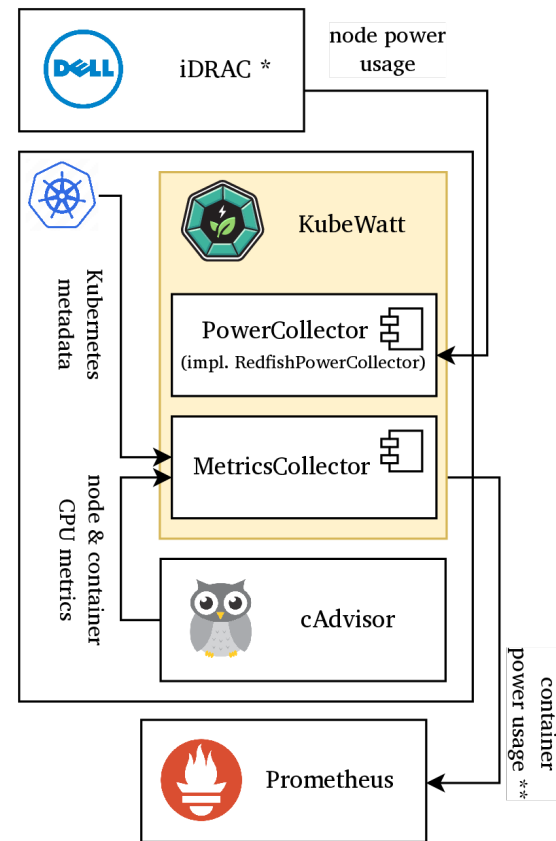 DELL
iDRAC *
node power
usage
KubeWatt
Kubernetes
metadata
PowerCollector
(impl. RedfishPowerCollector)
MetricsCollector
node & container
CPU metrics
cAdvisor
container
power usage **
Prometheus